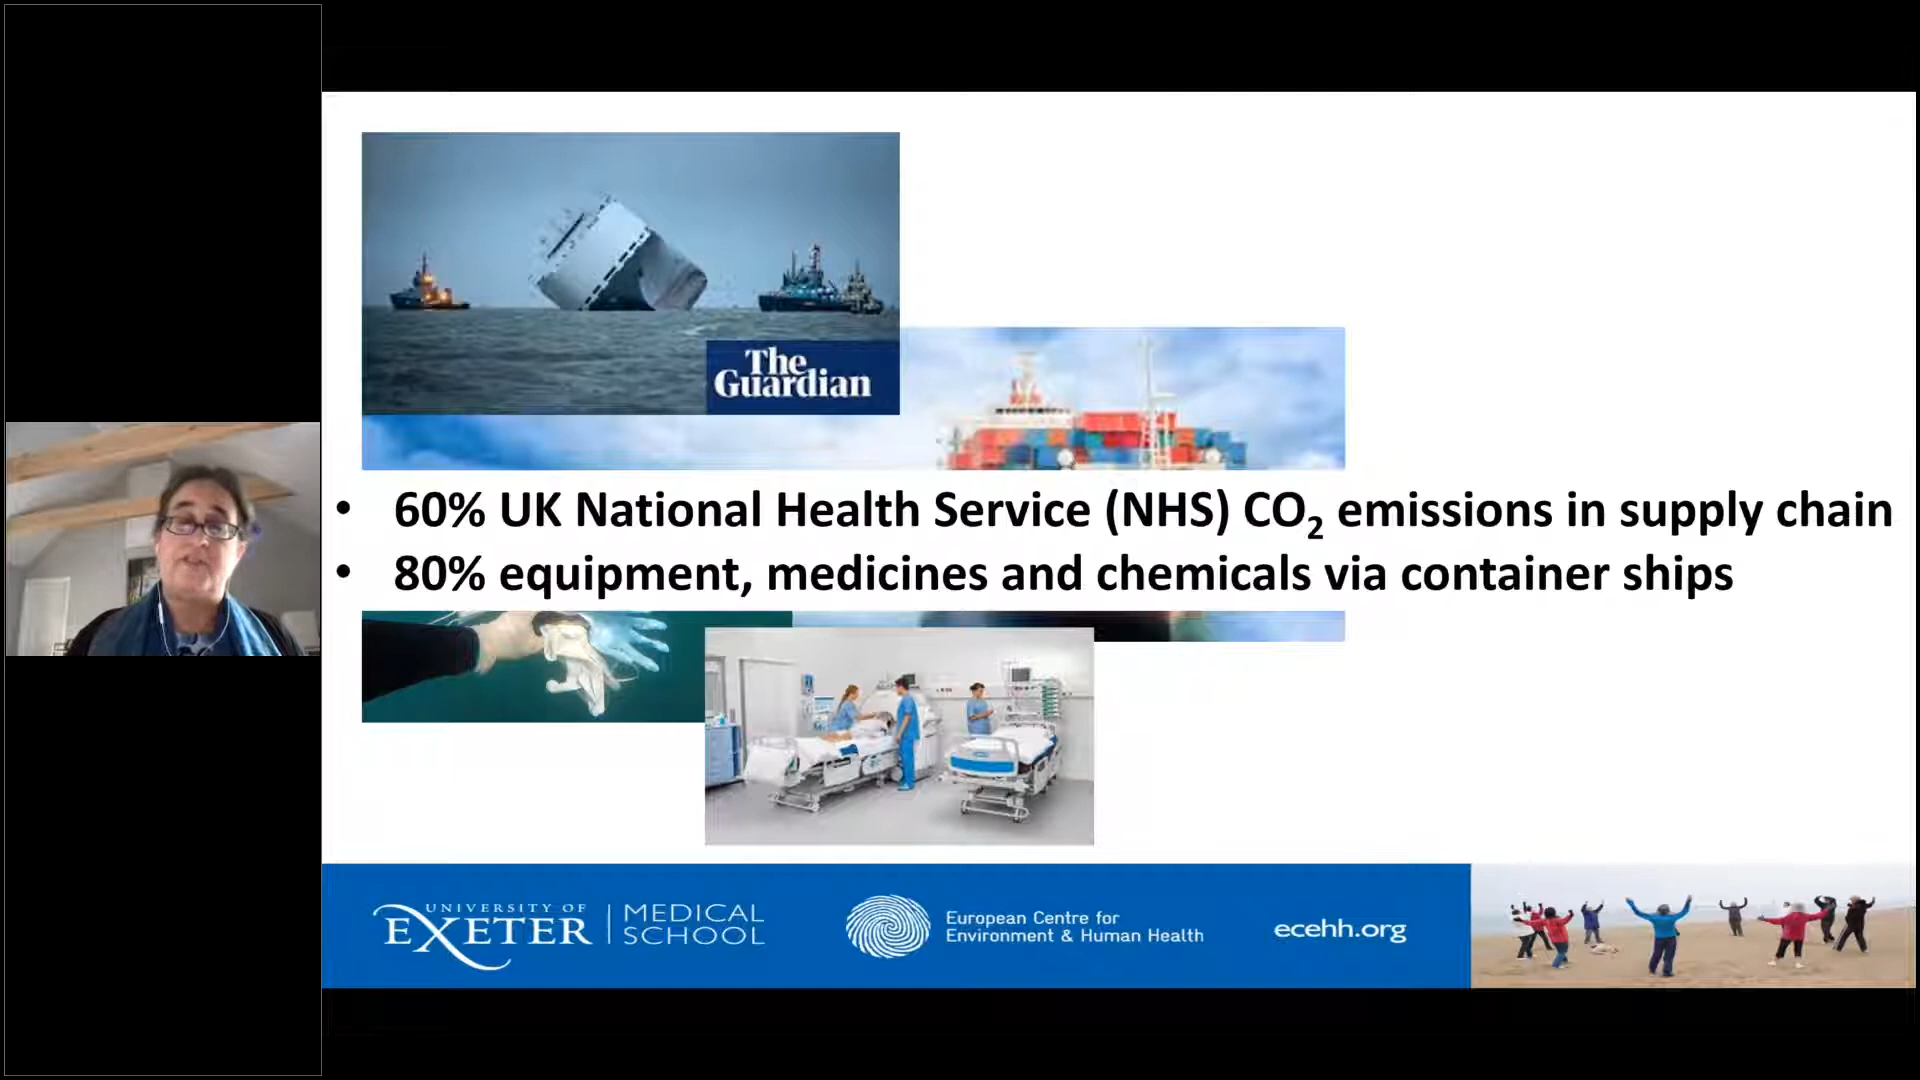 The
Guardian
• 60% UK National Health Service (NHS) CO₂ emissions in supply chain
• 80% equipment, medicines and chemicals via container ships
UNIVERSITY OF
EXETER
MEDICAL
SCHOOL
European Centre for
Environment & Human Health
ecehh.org